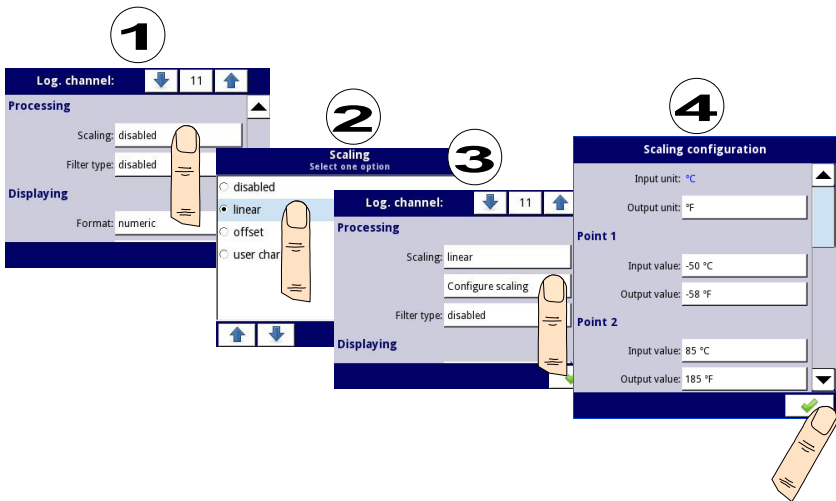 1
Log. channel: 11
Processing
Scaling: disabled
Filter type: disabled
Displaying
Format: numeric
2
Scaling
Select one option
disabled
linear
offset
user char
3
Log. channel: 11
Processing
Scaling: linear
Configure scaling
Filter type: disabled
Displaying
4
Scaling configuration
Input unit: °C
Output unit: °F
Point 1
Input value: -50 °C
Output value: -58 °F
Point 2
Input value: 85 °C
Output value: 185 °F